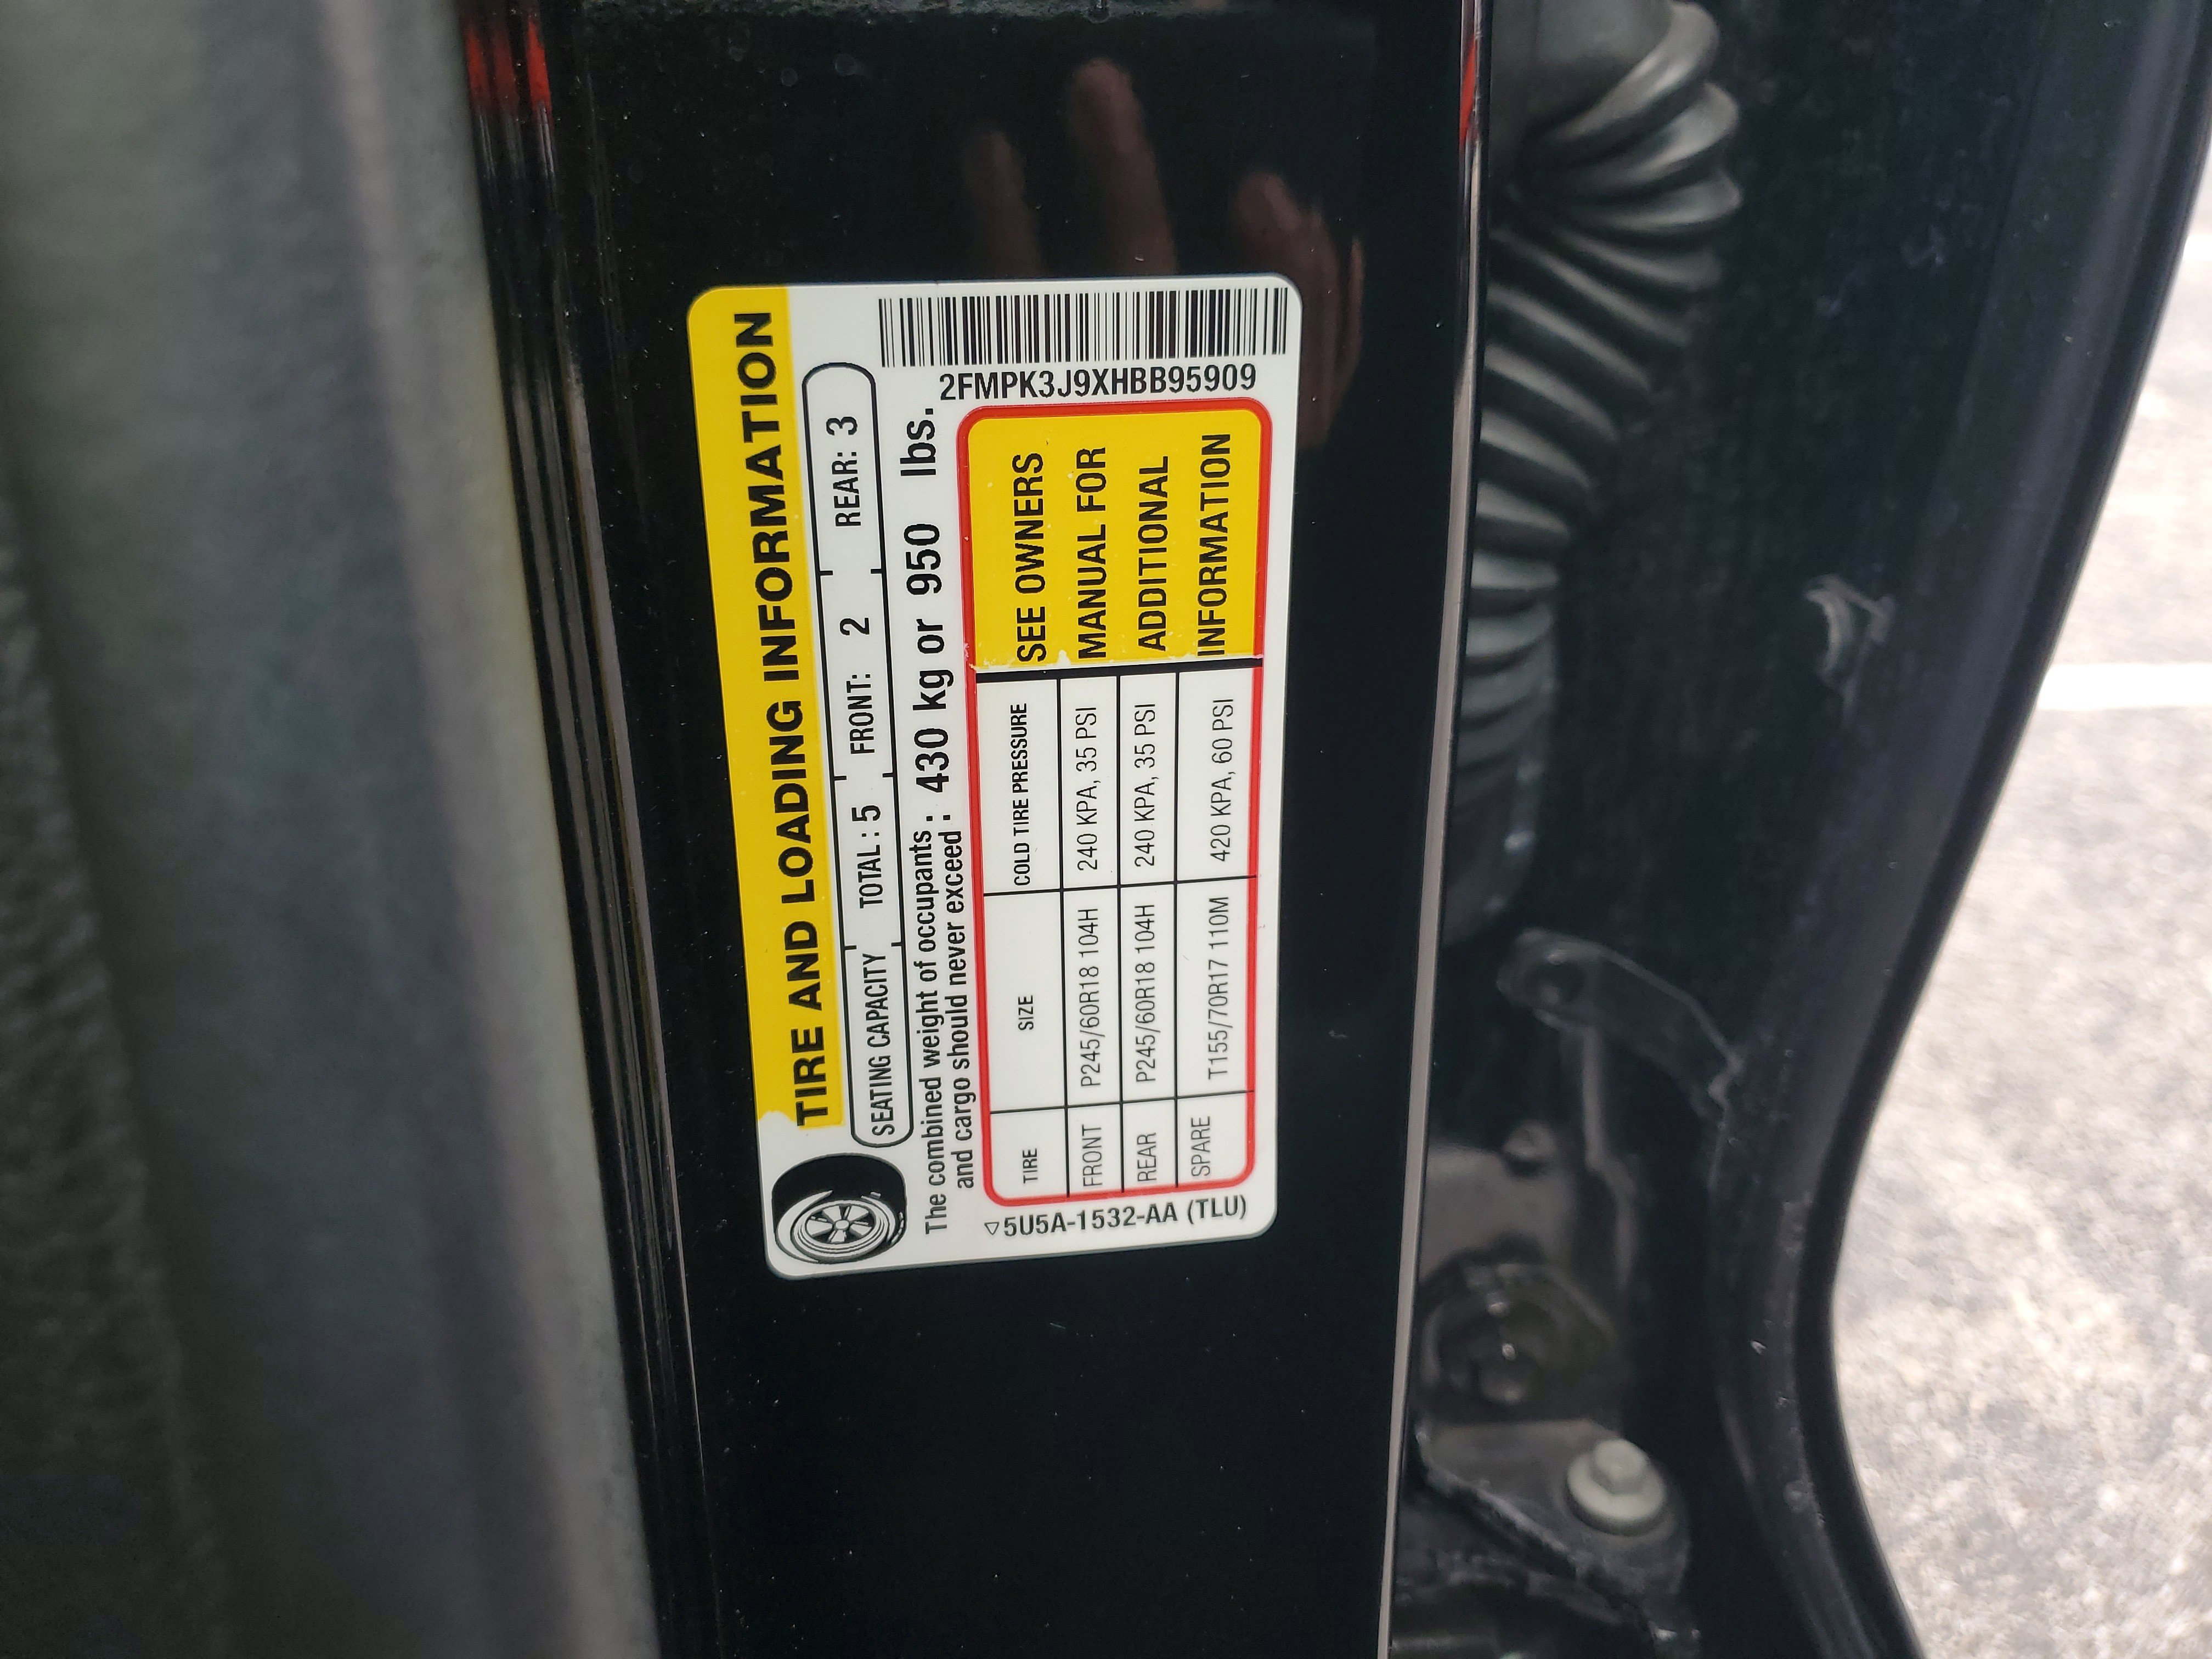 TIRE AND LOADING INFORMATION
SEATING CAPACITY TOTAL : 5 FRONT: 2 REAR: 3
The combined weight of occupants :
and cargo should never exceed : 430 kg or 950 lbs.
TIRE SIZE COLD TIRE PRESSURE
FRONT P245/60R18 104H 240 KPA, 35 PSI
REAR P245/60R18 104H 240 KPA, 35 PSI
SPARE T155/70R17 110M 420 KPA, 60 PSI
SEE OWNERS
MANUAL FOR
ADDITIONAL
INFORMATION
5U5A-1532-AA (TLU)
2FMPK3J9XHBB95909